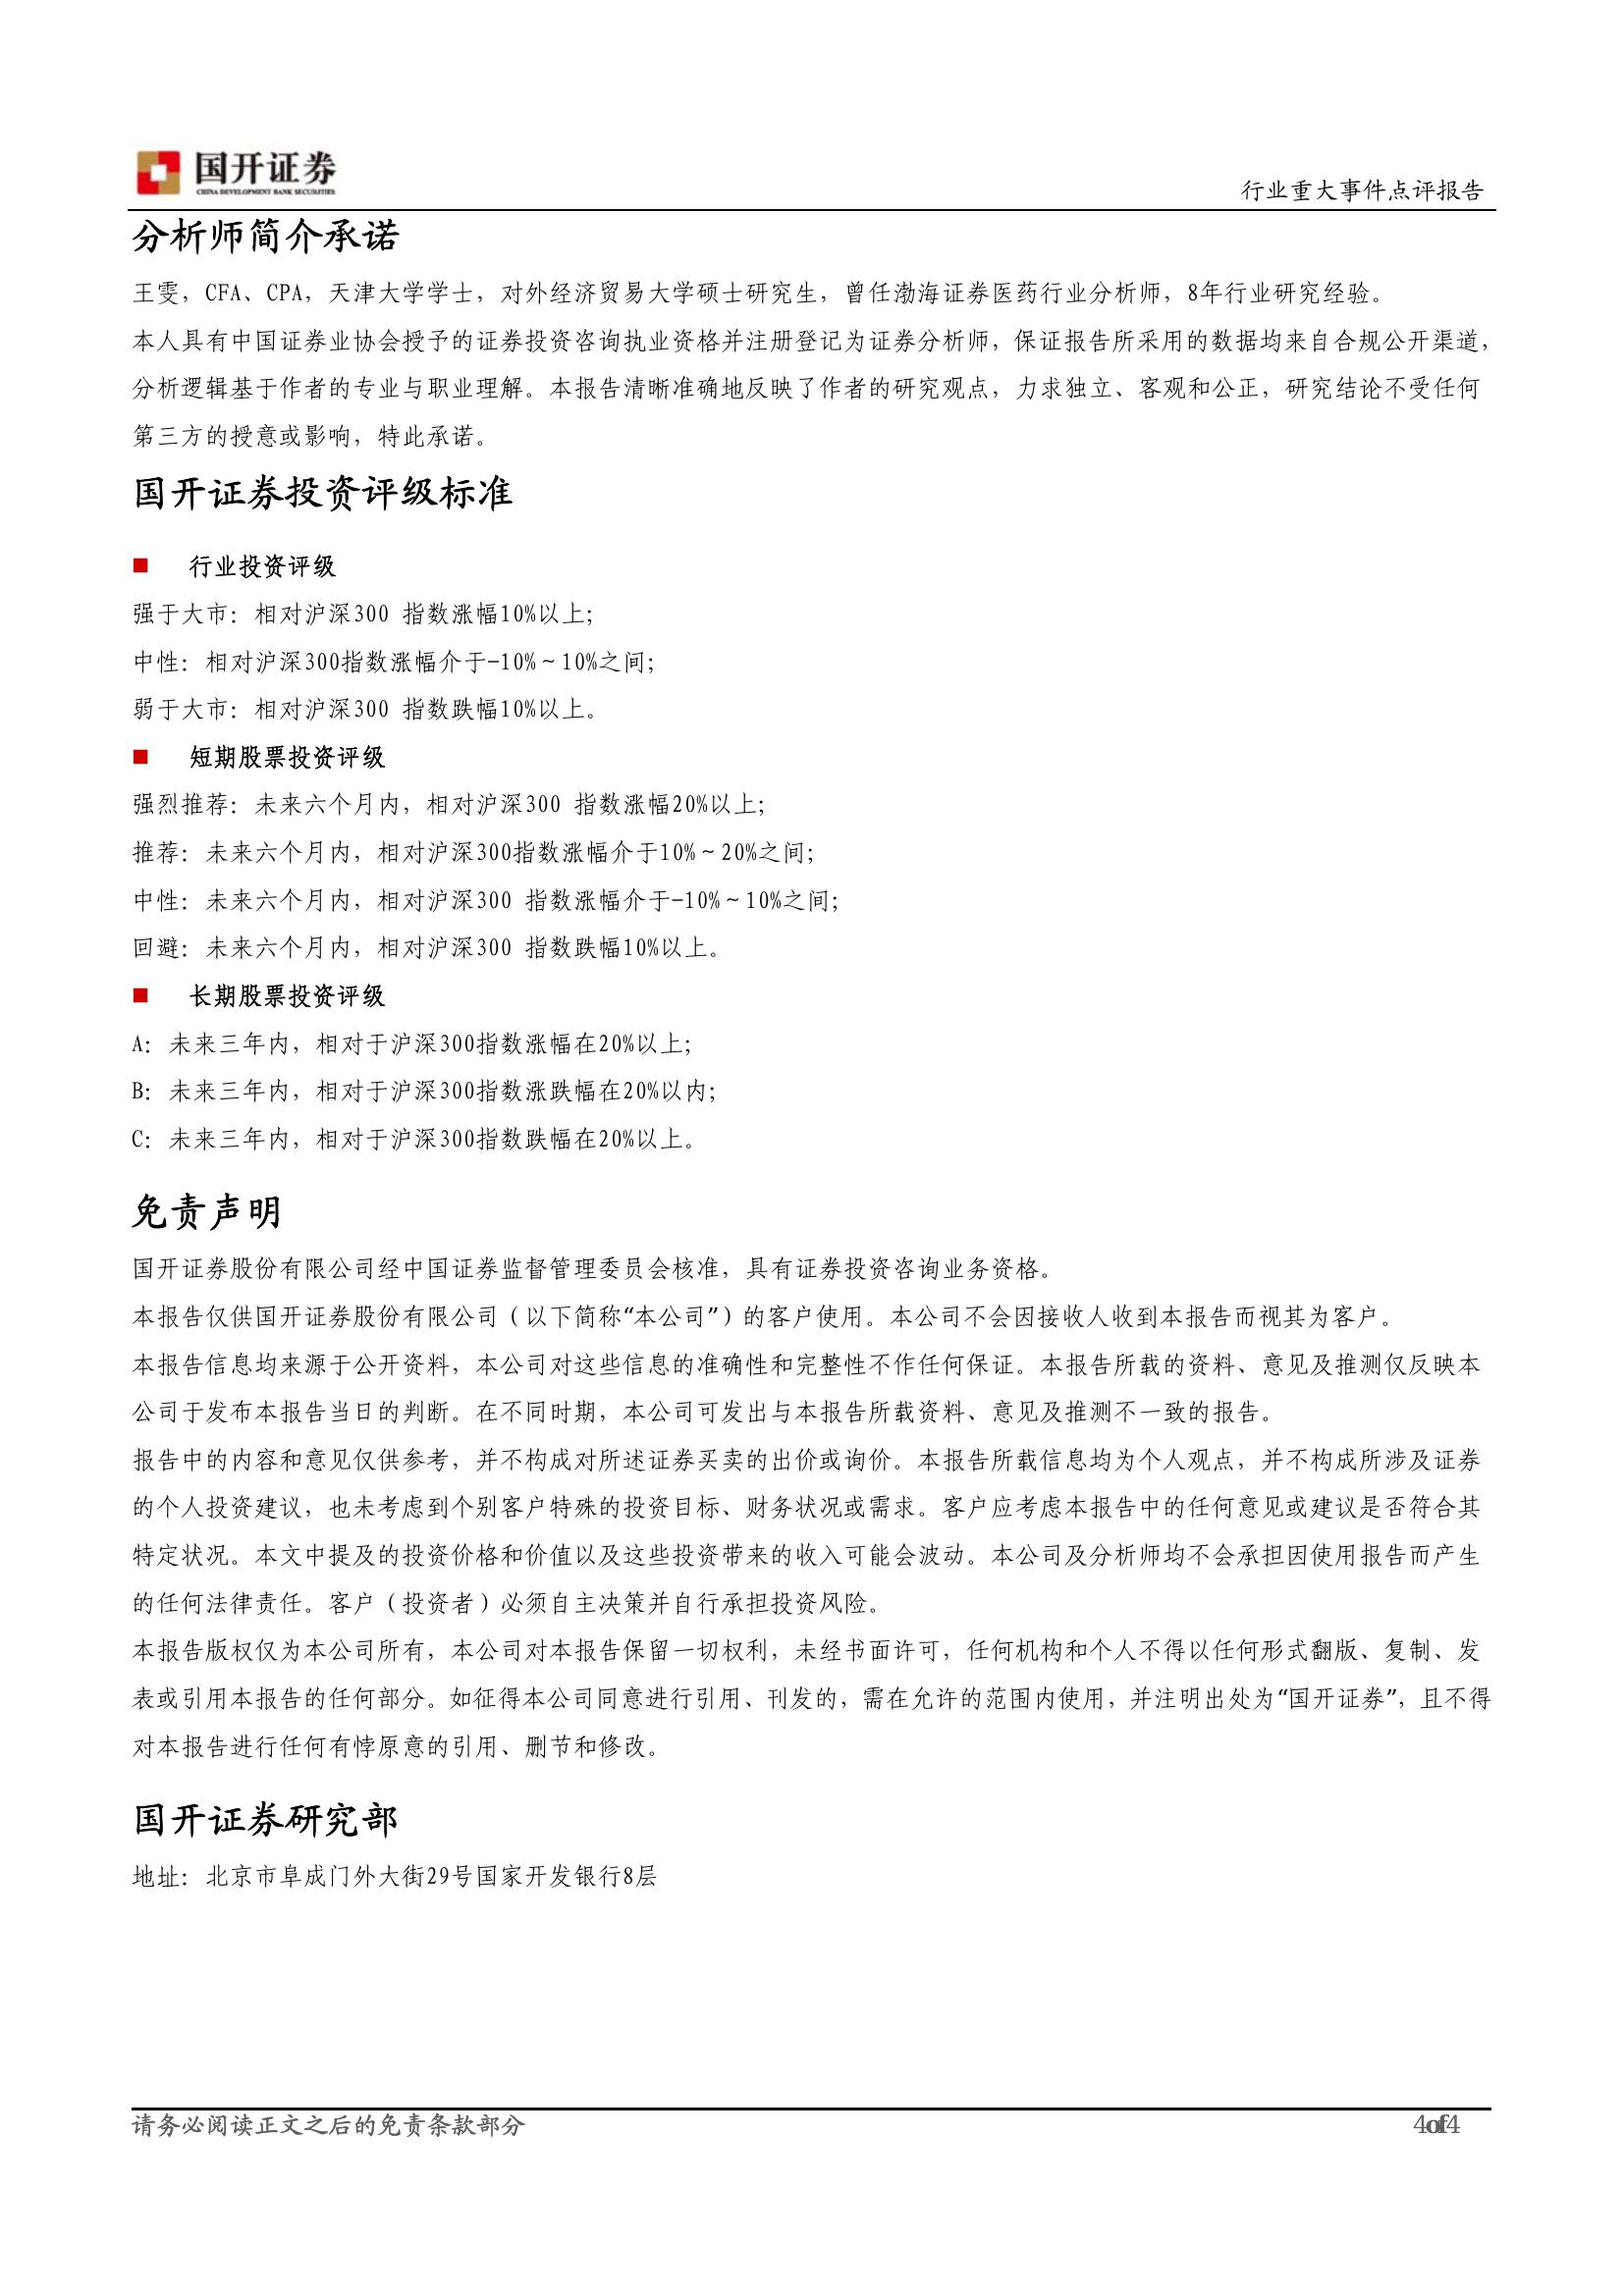 国开证券
CHINA DEVELOPMENT BANK SECURITIES
行业重大事件点评报告
分析师简介承诺
王雯，CFA、CPA，天津大学学士，对外经济贸易大学硕士研究生，曾任渤海证券医药行业分析师，8年行业研究经验。
本人具有中国证券业协会授予的证券投资咨询执业资格并注册登记为证券分析师，保证报告所采用的数据均来自合规公开渠道，
分析逻辑基于作者的专业与职业理解。本报告清晰准确地反映了作者的研究观点，力求独立、客观和公正，研究结论不受任何
第三方的授意或影响，特此承诺。
国开证券投资评级标准
■ 行业投资评级
强于大市：相对沪深300 指数涨幅10%以上；
中性：相对沪深300指数涨幅介于-10%～10%之间；
弱于大市：相对沪深300 指数跌幅10%以上。
■ 短期股票投资评级
强烈推荐：未来六个月内，相对沪深300 指数涨幅20%以上；
推荐：未来六个月内，相对沪深300指数涨幅介于10%～20%之间；
中性：未来六个月内，相对沪深300 指数涨幅介于-10%～10%之间；
回避：未来六个月内，相对沪深300 指数跌幅10%以上。
■ 长期股票投资评级
A：未来三年内，相对于沪深300指数涨幅在20%以上；
B：未来三年内，相对于沪深300指数涨跌幅在20%以内；
C：未来三年内，相对于沪深300指数跌幅在20%以上。
免责声明
国开证券股份有限公司经中国证券监督管理委员会核准，具有证券投资咨询业务资格。
本报告仅供国开证券股份有限公司（以下简称“本公司”）的客户使用。本公司不会因接收人收到本报告而视其为客户。
本报告信息均来源于公开资料，本公司对这些信息的准确性和完整性不作任何保证。本报告所载的资料、意见及推测仅反映本
公司于发布本报告当日的判断。在不同时期，本公司可发出与本报告所载资料、意见及推测不一致的报告。
报告中的内容和意见仅供参考，并不构成对所述证券买卖的出价或询价。本报告所载信息均为个人观点，并不构成所涉及证券
的个人投资建议，也未考虑到个别客户特殊的投资目标、财务状况或需求。客户应考虑本报告中的任何意见或建议是否符合其
特定状况。本文中提及的投资价格和价值以及这些投资带来的收入可能会波动。本公司及分析师均不会承担因使用报告而产生
的任何法律责任。客户（投资者）必须自主决策并自行承担投资风险。
本报告版权仅为本公司所有，本公司对本报告保留一切权利，未经书面许可，任何机构和个人不得以任何形式翻版、复制、发
表或引用本报告的任何部分。如征得本公司同意进行引用、刊发的，需在允许的范围内使用，并注明出处为“国开证券”，且不得
对本报告进行任何有悖原意的引用、删节和修改。
国开证券研究部
地址：北京市阜成门外大街29号国家开发银行8层
请务必阅读正文之后的免责条款部分
4of4